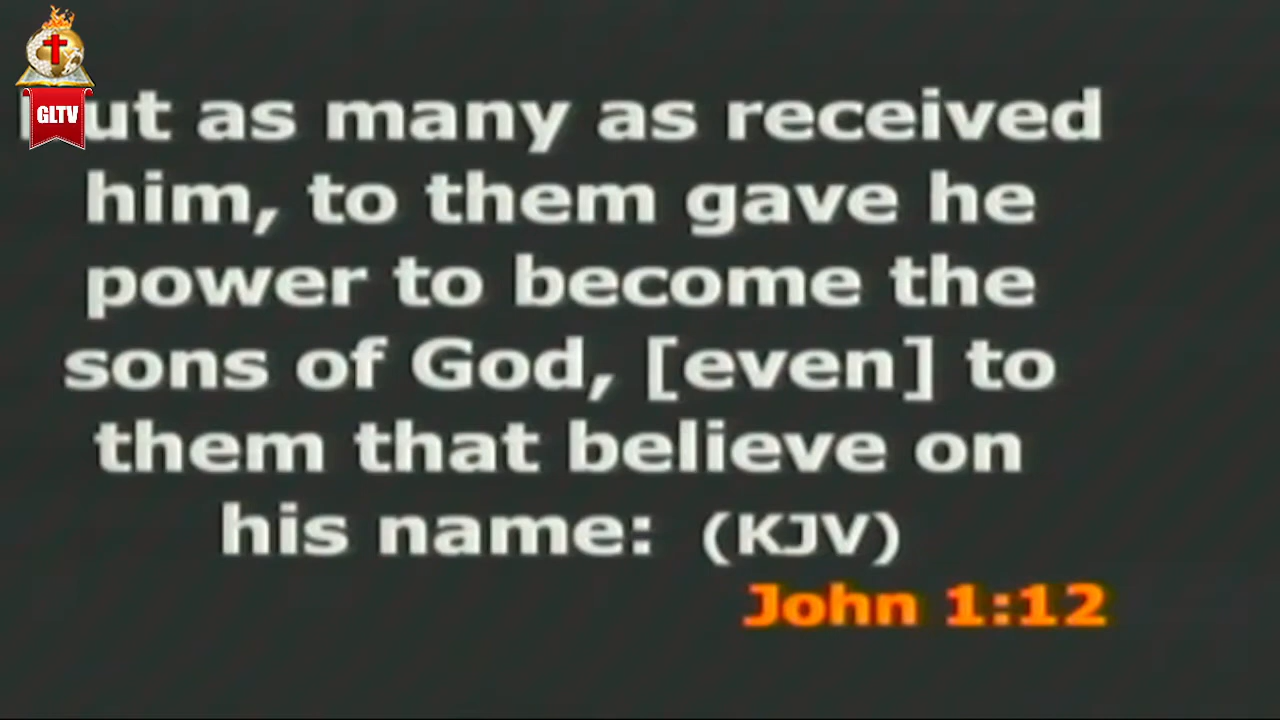 GLTV
ut as many as received
him, to them gave he
power to become the
sons of God, [even] to
them that believe on
his name: (KJV)
John 1:12